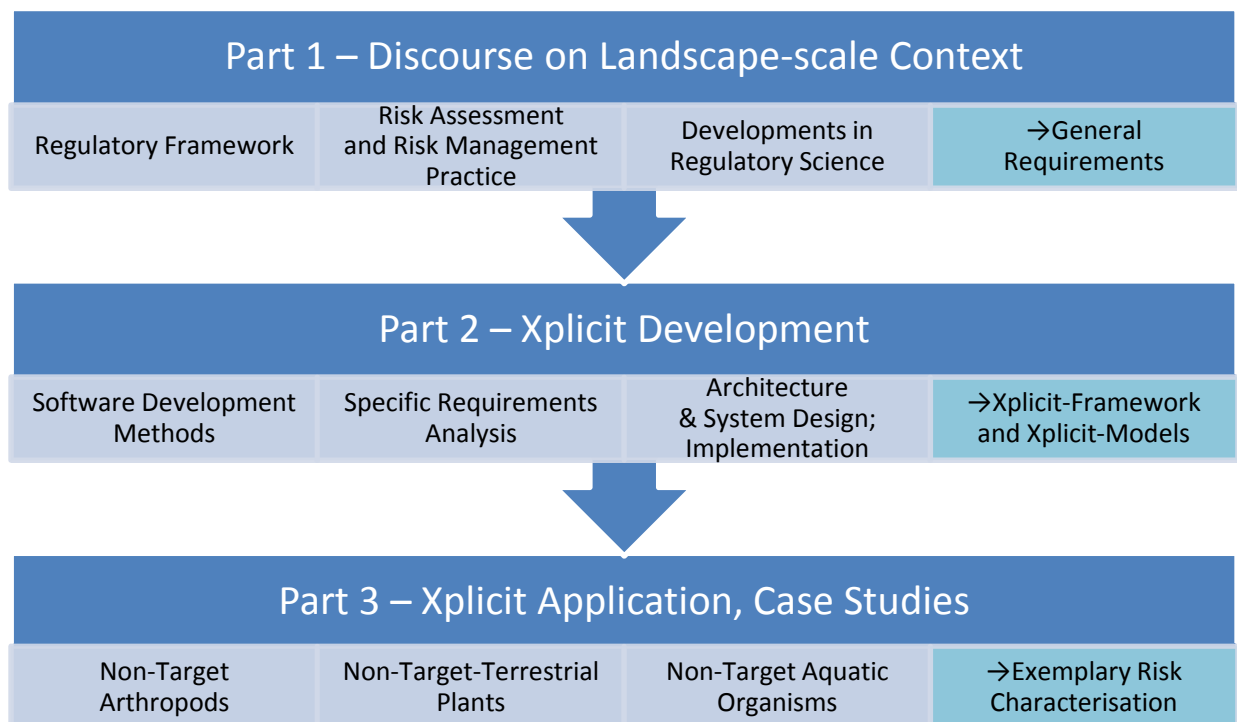 Part 1 – Discourse on Landscape-scale Context
Regulatory Framework
Risk Assessment
and Risk Management
Practice
Developments in
Regulatory Science
→General
Requirements
Part 2 – Xplicit Development
Software Development
Methods
Specific Requirements
Analysis
Architecture
& System Design;
Implementation
→Xplicit-Framework
and Xplicit-Models
Part 3 – Xplicit Application, Case Studies
Non-Target
Arthropods
Non-Target-Terrestrial
Plants
Non-Target Aquatic
Organisms
→Exemplary Risk
Characterisation